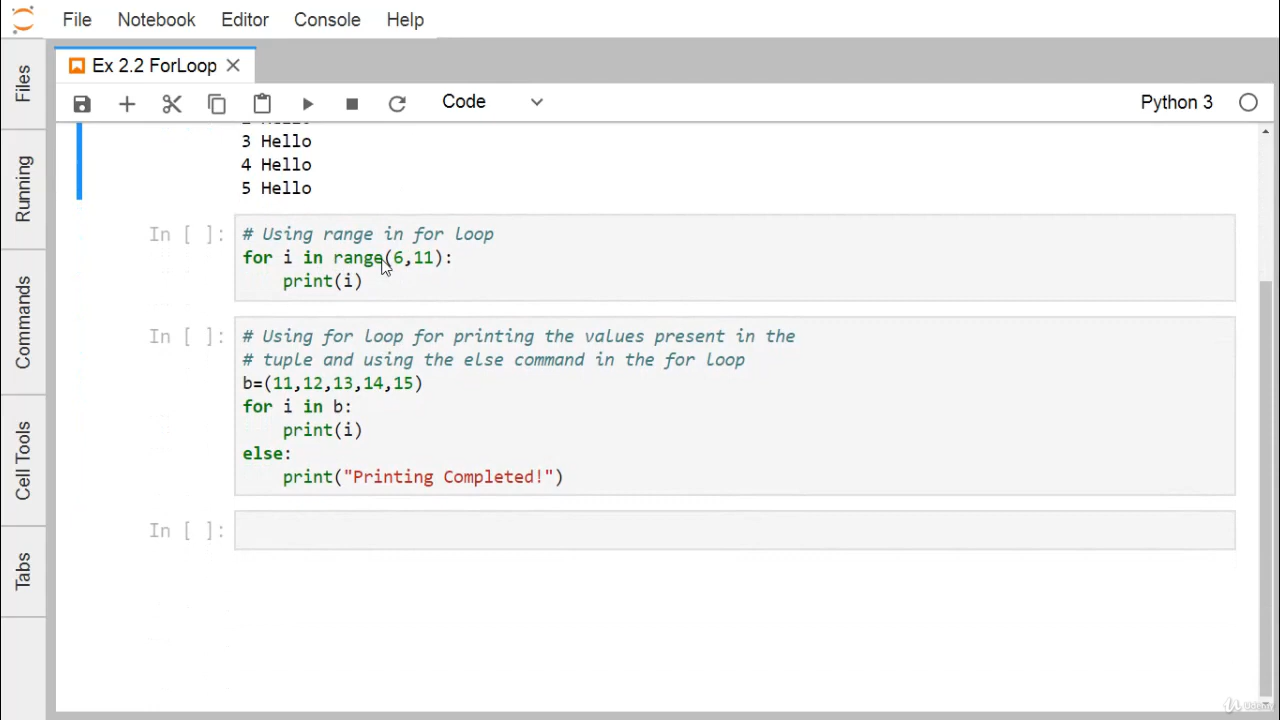 File Notebook Editor Console Help
Ex 2.2 ForLoop
Code Python 3
Files
Running
Commands
Cell Tools
Tabs
3 Hello
4 Hello
5 Hello
In [ ]:
# Using range in for loop
for i in range(6,11):
    print(i)
In [ ]:
# Using for loop for printing the values present in the
# tuple and using the else command in the for loop
b=(11,12,13,14,15)
for i in b:
    print(i)
else:
    print("Printing Completed!")
In [ ]:
Udemy